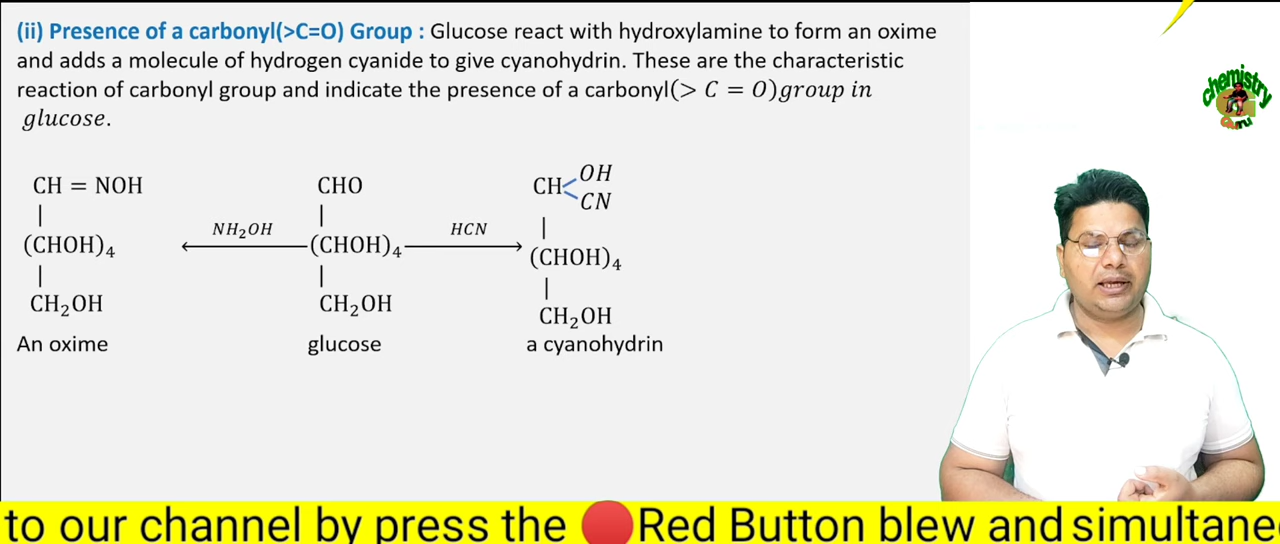 (ii) Presence of a carbonyl(>C=O) Group : Glucose react with hydroxylamine to form an oxime
and adds a molecule of hydrogen cyanide to give cyanohydrin. These are the characteristic
reaction of carbonyl group and indicate the presence of a carbonyl(> C = O)group in
glucose.
CH = NOH
|
(CHOH)₄
|
CH₂OH
An oxime
NH₂OH
CHO
|
(CHOH)₄
|
CH₂OH
glucose
HCN
CH< OH
CN
|
(CHOH)₄
|
CH₂OH
a cyanohydrin
chemistry
Guru
to our channel by press the 🔴Red Button blew and simultane